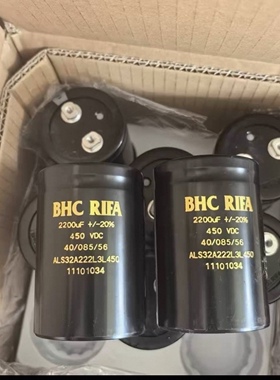 BHC RIFA
2200uF +/-20%
450 VDC
40/085/56
ALS32A222L3L450
11101034
BHC RIFA
2200uF +/-20%
450 VDC
40/085/56
ALS32A222L3L450
11101034